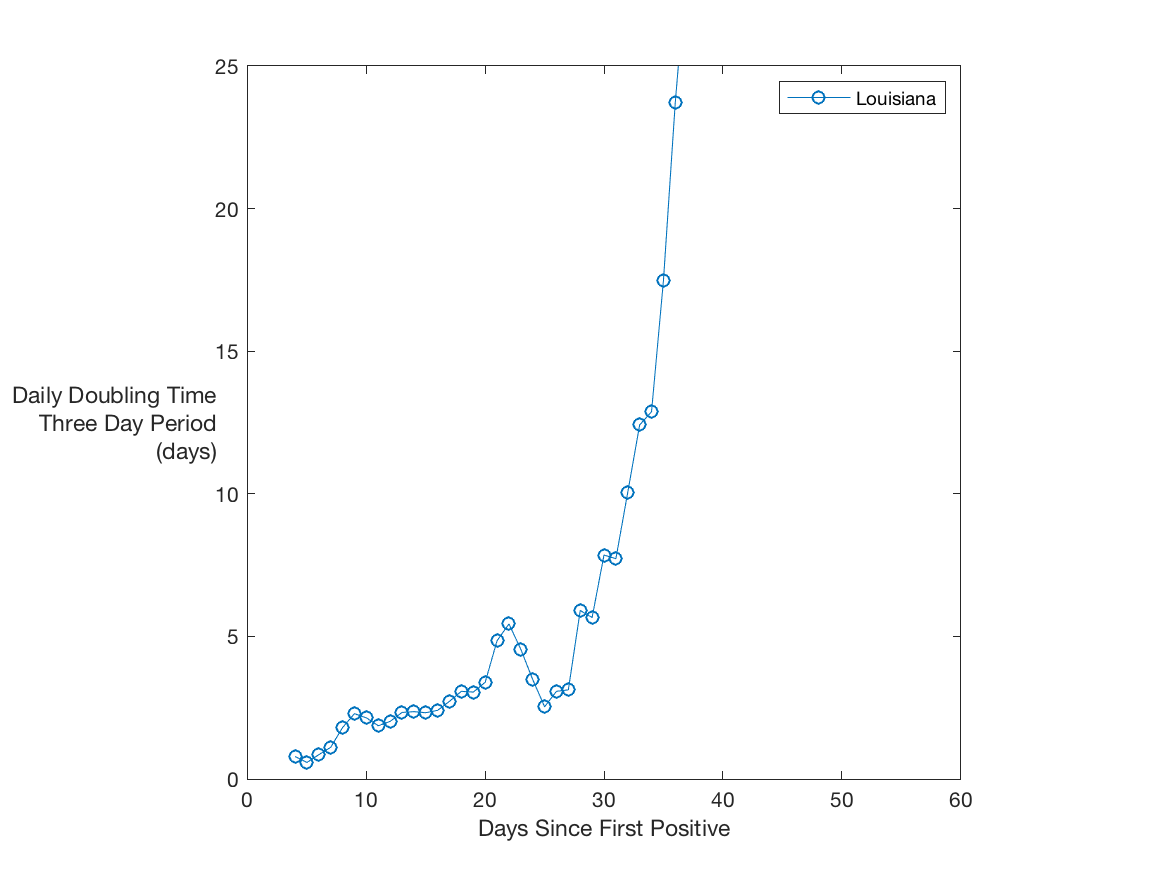 25
20
15
10
5
0
Daily Doubling Time
Three Day Period
(days)
Louisiana
0 10 20 30 40 50 60
Days Since First Positive